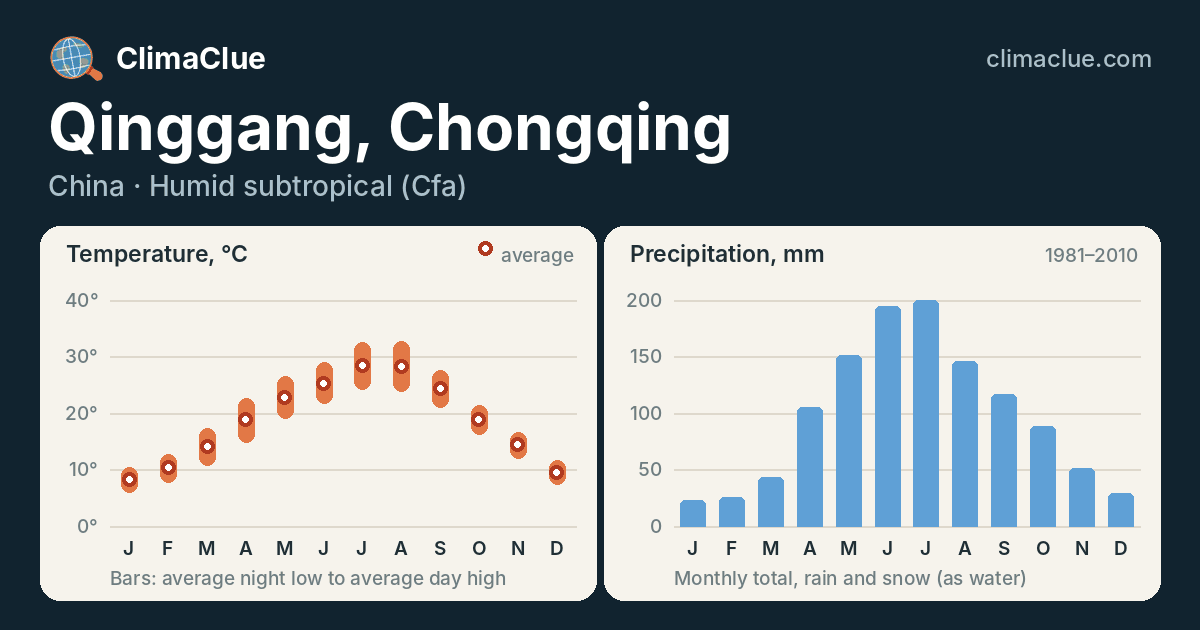 ClimaClue
climaclue.com
Qinggang, Chongqing
China · Humid subtropical (Cfa)
Temperature, °C
average
40°
30°
20°
10°
0°
J F M A M J J A S O N D
Bars: average night low to average day high
Precipitation, mm
1981–2010
200
150
100
50
0
J F M A M J J A S O N D
Monthly total, rain and snow (as water)